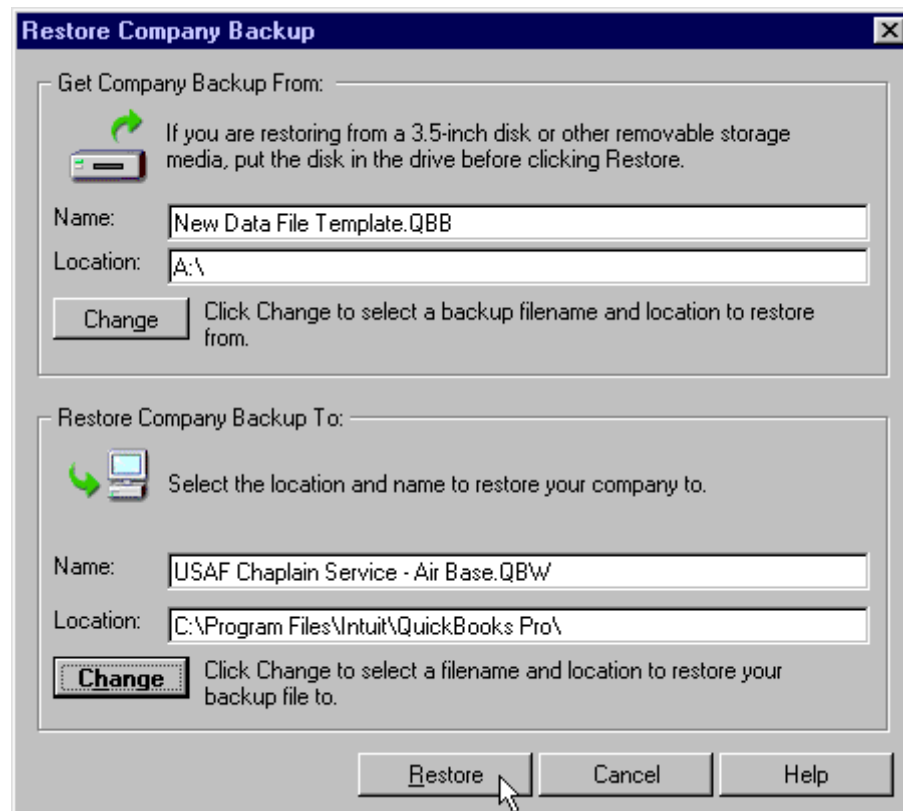 Restore Company Backup
Get Company Backup From:
If you are restoring from a 3.5-inch disk or other removable storage
media, put the disk in the drive before clicking Restore.
Name:
New Data File Template.QBB
Location:
A:\
Change
Click Change to select a backup filename and location to restore
from.
Restore Company Backup To:
Select the location and name to restore your company to.
Name:
USAF Chaplain Service - Air Base.QBW
Location:
C:\Program Files\Intuit\QuickBooks Pro\
Change
Click Change to select a filename and location to restore your
backup file to.
Restore
Cancel
Help